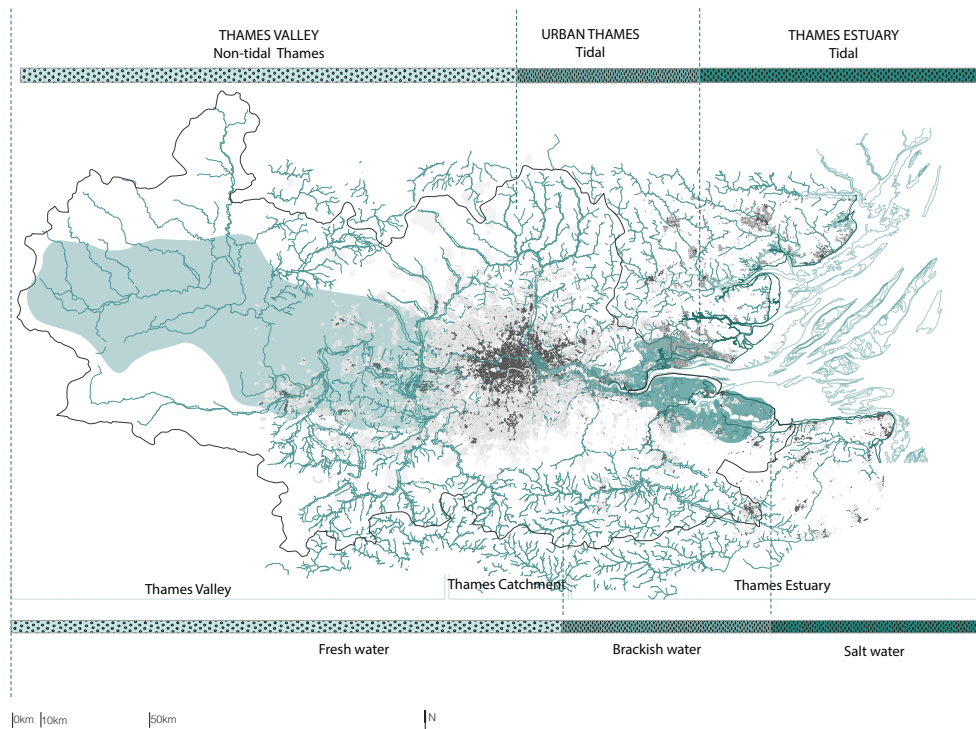 THAMES VALLEY
Non-tidal Thames
URBAN THAMES
Tidal
THAMES ESTUARY
Tidal
Thames Valley
Thames Catchment
Thames Estuary
Fresh water
Brackish water
Salt water
0km
10km
50km
N